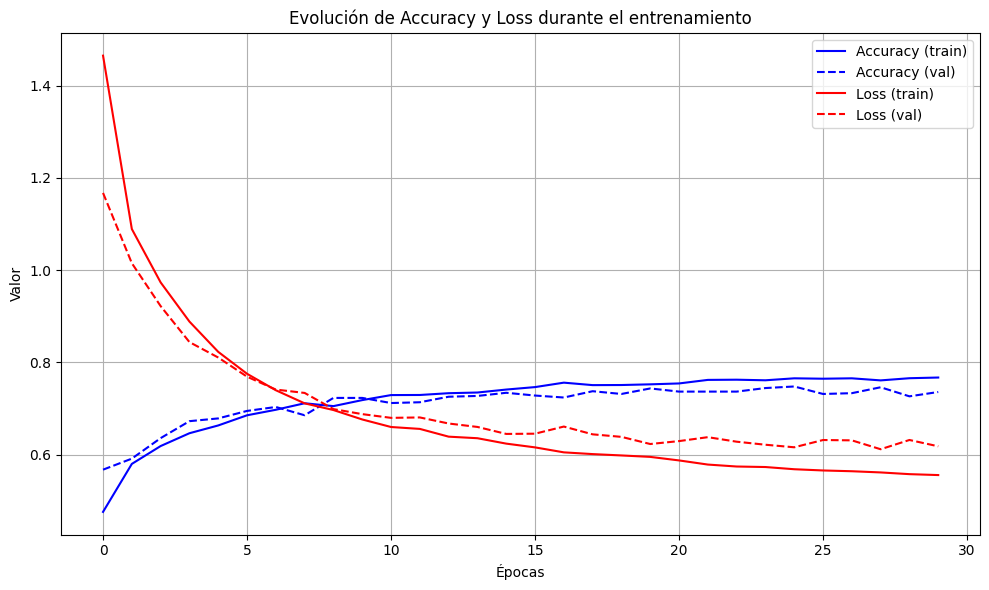 Evolución de Accuracy y Loss durante el entrenamiento
Accuracy (train)
Accuracy (val)
Loss (train)
Loss (val)
Valor
1.4
1.2
1.0
0.8
0.6
0
5
10
15
20
25
30
Épocas